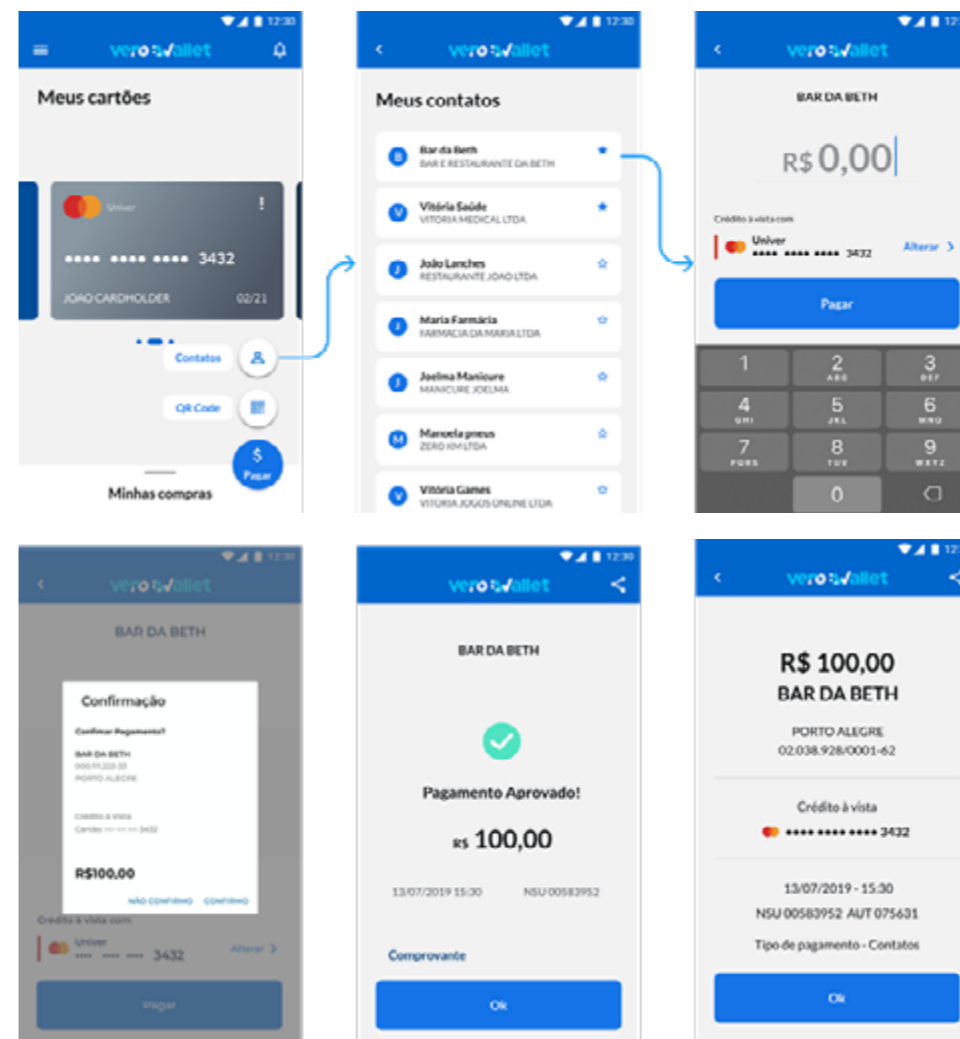 12:30
vero wallet
Meus cartões
Univer
3432
JOAO CARDHOLDER 02/21
Contatos
QR Code
$
Pagar
Minhas compras
12:30
vero wallet
Meus contatos
B
Bar da Beth
BAR E RESTAURANTE DA BETH
V
Vitória Saúde
VITORIA MEDICAL LTDA
J
João Lanches
RESTAURANTE JOAO LTDA
J
Maria Farmácia
FARMACIA DA MARIA LTDA
J
Joelma Manicure
MANICURE JOELMA
M
Manoela pneus
ZERO KM LTDA
V
Vitória Games
VITORIA JOGOS ONLINE LTDA
vero wallet
BAR DA BETH
R$ 0,00
Crédito à vista com
Univer
3432
Alterar
Pagar
1 2 3
ABC DEF
4 5 6
GHI JKL MNO
7 8 9
PQRS TUV WXYZ
0
12:30
vero wallet
BAR DA BETH
Confirmação
Confirmar Pagamento?
BAR DA BETH
PORTO ALEGRE
Crédito à Vista
Cartão 3432
R$100,00
NÃO CONFIRMO CONFIRMO
Crédito à vista com
Univer
3432
Alterar
Pagar
12:30
vero wallet
BAR DA BETH
Pagamento Aprovado!
R$ 100,00
13/07/2019 15:30 NSU 00583952
Comprovante
Ok
vero wallet
R$ 100,00
BAR DA BETH
PORTO ALEGRE
02.038.928/0001-62
Crédito à vista
3432
13/07/2019 - 15:30
NSU 00583952 AUT 075631
Tipo de pagamento - Contatos
Ok